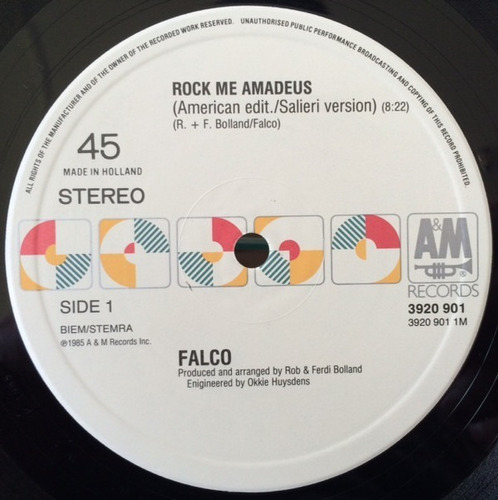 ALL RIGHTS OF THE MANUFACTURER AND OF THE OWNER OF THE RECORDED WORK RESERVED. UNAUTHORISED PUBLIC PERFORMANCE BROADCASTING AND COPYING OF THIS RECORD PROHIBITED.
ROCK ME AMADEUS
(American edit./Salieri version) (8:22)
(R. + F. Bolland/Falco)
45
MADE IN HOLLAND
STEREO
A&M
RECORDS
SIDE 1
3920 901
3920 901 1M
BIEM/STEMRA
℗1985 A & M Records Inc.
FALCO
Produced and arranged by Rob & Ferdi Bolland
Enigineered by Okkie Huysdens